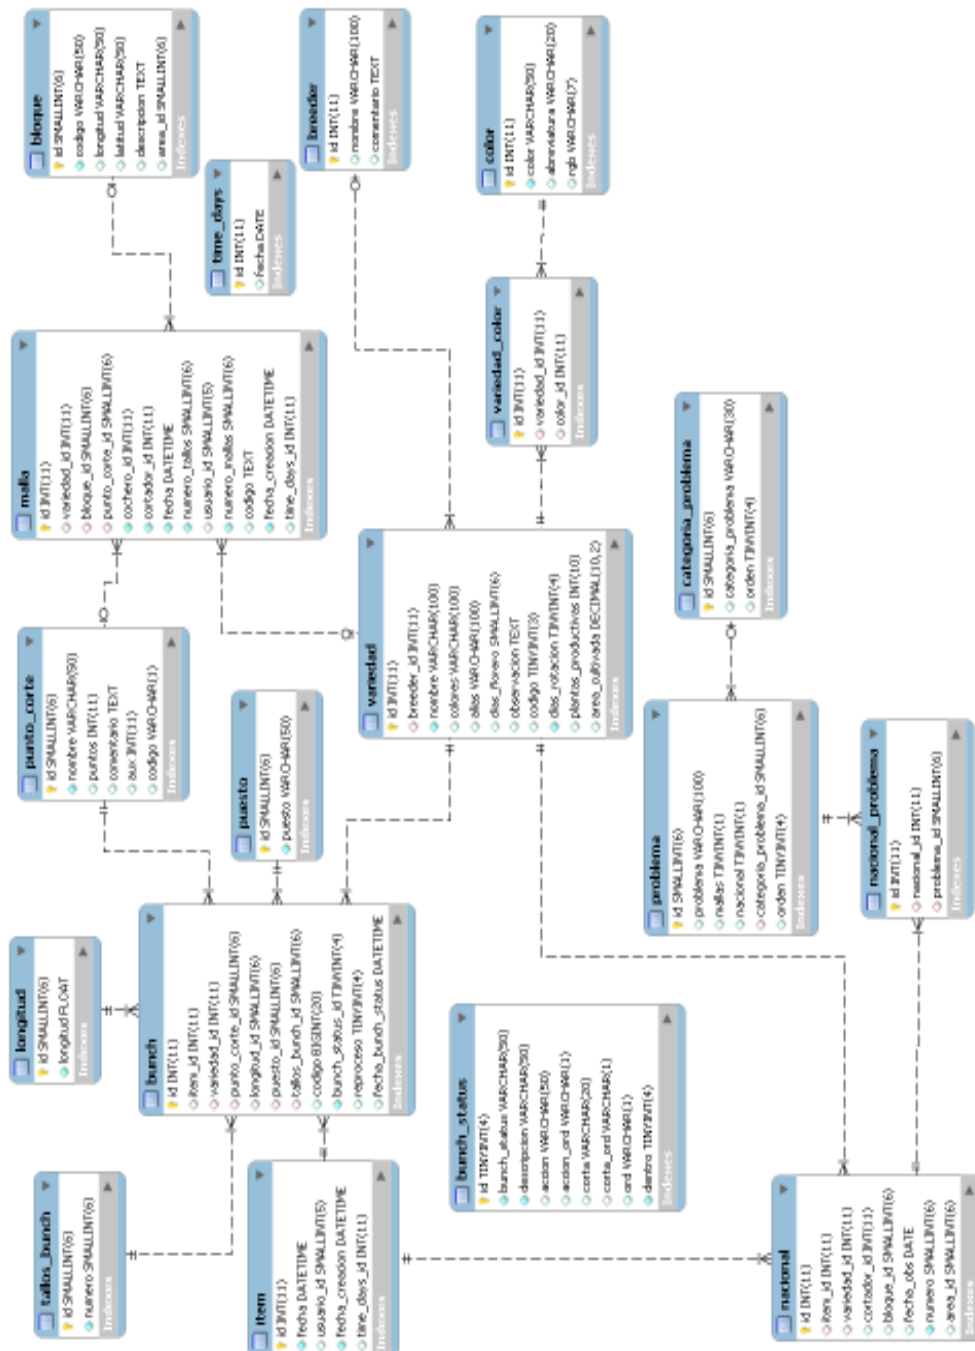 tallos_bunch
id SMALLINT(6)
numero SMALLINT(6)
Indexes
longitud
id SMALLINT(6)
longitud FLOAT
Indexes
punto_corte
id SMALLINT(6)
nombre VARCHAR(50)
puntos INT(11)
comentario TEXT
aux INT(11)
codigo VARCHAR(1)
malla
id INT(11)
variedad_id INT(11)
bloque_id SMALLINT(6)
punto_corte_id SMALLINT(6)
cochero_id INT(11)
cortador_id INT(11)
fecha DATETIME
numero_tallos SMALLINT(6)
usuario_id SMALLINT(5)
numero_mallas SMALLINT(6)
codigo TEXT
fecha_creacion DATETIME
time_days_id INT(11)
bloque
id SMALLINT(6)
codigo VARCHAR(50)
longitud VARCHAR(50)
latitud VARCHAR(50)
descripcion TEXT
area_id SMALLINT(6)
Indexes
item
id INT(11)
fecha DATETIME
usuario_id SMALLINT(5)
fecha_creacion DATETIME
time_days_id INT(11)
Indexes
bunch
id INT(11)
item_id INT(11)
variedad_id INT(11)
punto_corte_id SMALLINT(6)
longitud_id SMALLINT(6)
puesto_id SMALLINT(6)
tallos_bunch_id SMALLINT(6)
codigo BIGINT(20)
bunch_status_id TINYINT(4)
reproceso TINYINT(4)
fecha_bunch_status DATETIME
Indexes
puesto
id SMALLINT(6)
puesto VARCHAR(50)
Indexes
time_days
id INT(11)
fecha DATE
Indexes
breeder
id INT(11)
nombre VARCHAR(100)
comentario TEXT
Indexes
bunch_status
id TINYINT(4)
bunch_status VARCHAR(50)
descripcion VARCHAR(50)
accion VARCHAR(50)
accion_ord VARCHAR(1)
corte VARCHAR(20)
corte_ord VARCHAR(1)
ord VARCHAR(1)
dentro TINYINT(4)
Indexes
variedad
id INT(11)
breeder_id INT(11)
nombre VARCHAR(100)
colores VARCHAR(100)
alias VARCHAR(100)
dias_florero SMALLINT(6)
observacion TEXT
codigo TINYINT(3)
dias_rotacion TINYINT(4)
plantas_productivas INT(10)
area_cultivada DECIMAL(10,2)
Indexes
variedad_color
id INT(11)
variedad_id INT(11)
color_id INT(11)
Indexes
color
id INT(11)
color VARCHAR(50)
abreviatura VARCHAR(20)
rgb VARCHAR(7)
Indexes
problema
id SMALLINT(6)
problema VARCHAR(100)
mallas TINYINT(1)
nacional TINYINT(1)
categoria_problema_id SMALLINT(6)
orden TINYINT(4)
Indexes
categoria_problema
id SMALLINT(6)
categoria_problema VARCHAR(30)
orden TINYINT(4)
Indexes
nacional
id INT(11)
item_id INT(11)
variedad_id INT(11)
cortador_id INT(11)
bloque_id SMALLINT(6)
fecha_obs DATE
numero SMALLINT(6)
area_id SMALLINT(6)
Indexes
nacional_problema
id INT(11)
nacional_id INT(11)
problema_id SMALLINT(6)
Indexes